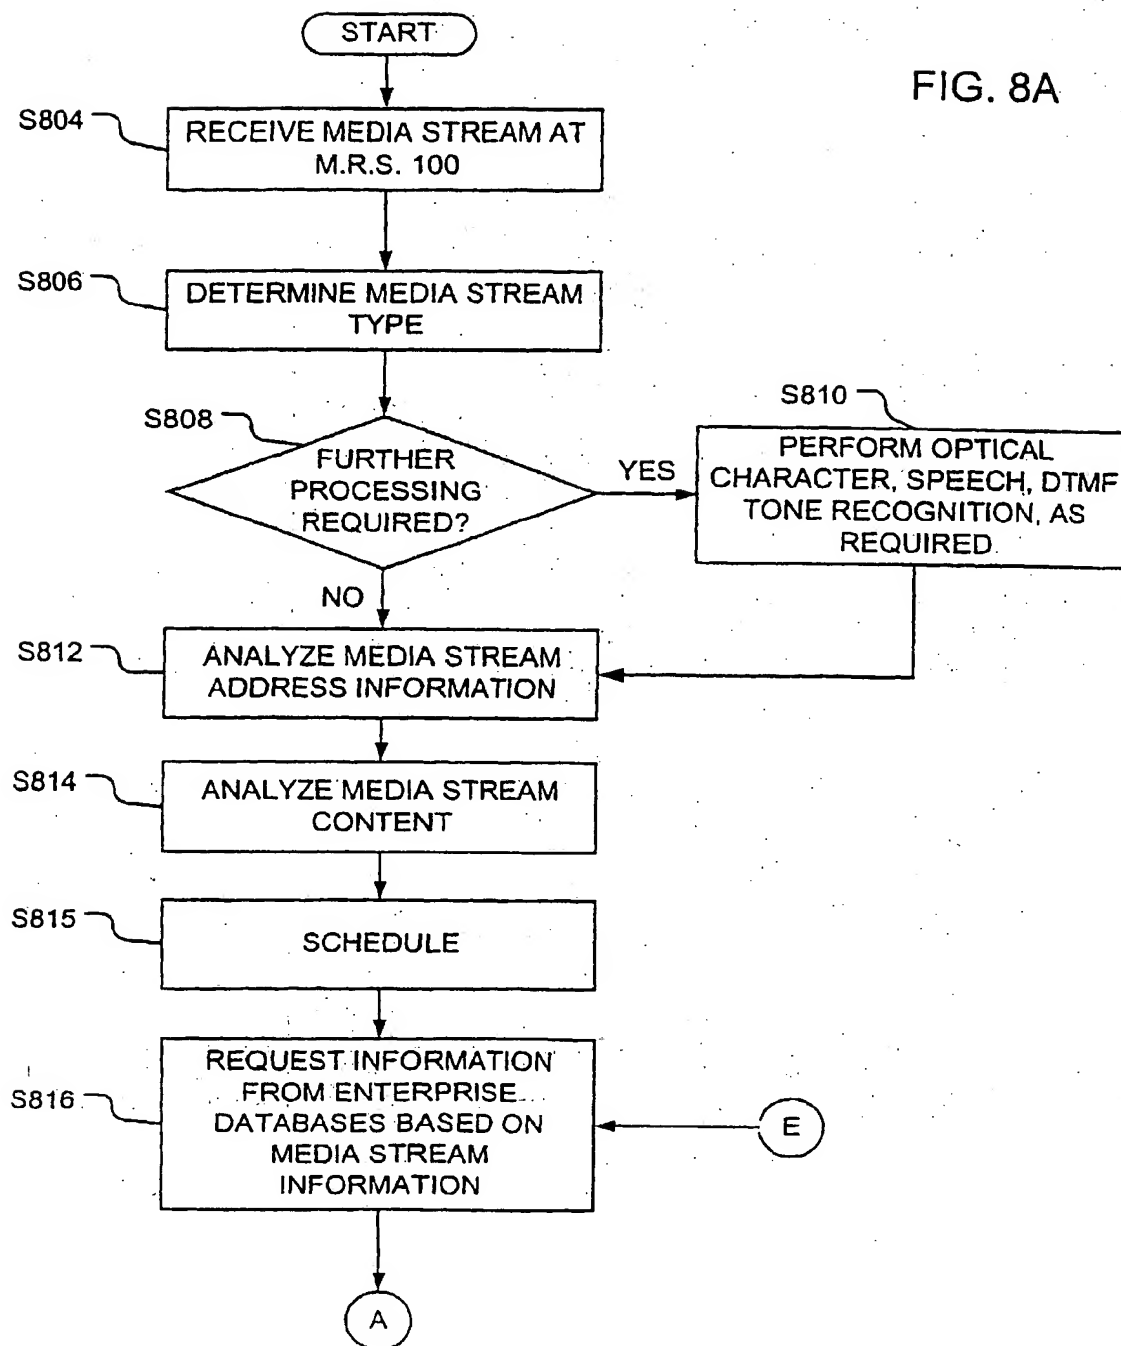 START
FIG. 8A
S804
RECEIVE MEDIA STREAM AT
M.R.S. 100
S806
DETERMINE MEDIA STREAM
TYPE
S808
FURTHER
PROCESSING
REQUIRED?
YES
S810
PERFORM OPTICAL
CHARACTER, SPEECH, DTMF
TONE RECOGNITION, AS
REQUIRED
NO
S812
ANALYZE MEDIA STREAM
ADDRESS INFORMATION
S814
ANALYZE MEDIA STREAM
CONTENT
S815
SCHEDULE
S816
REQUEST INFORMATION
FROM ENTERPRISE
DATABASES BASED ON
MEDIA STREAM
INFORMATION
E
A